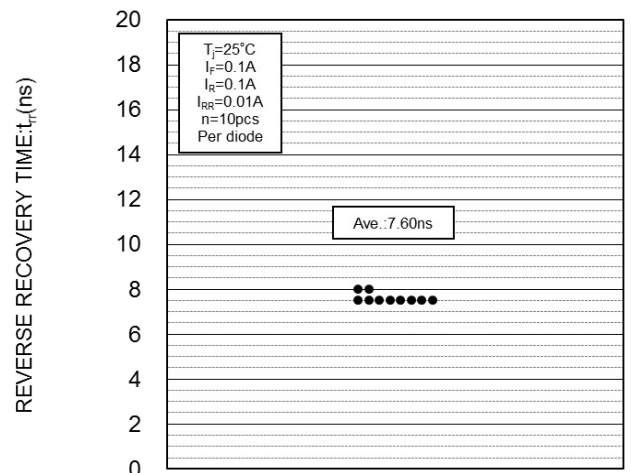 REVERSE RECOVERY TIME:trr(ns)
20
18
16
14
12
10
8
6
4
2
0
Tj=25°C
IF=0.1A
IR=0.1A
IRR=0.01A
n=10pcs
Per diode
Ave.:7.60ns